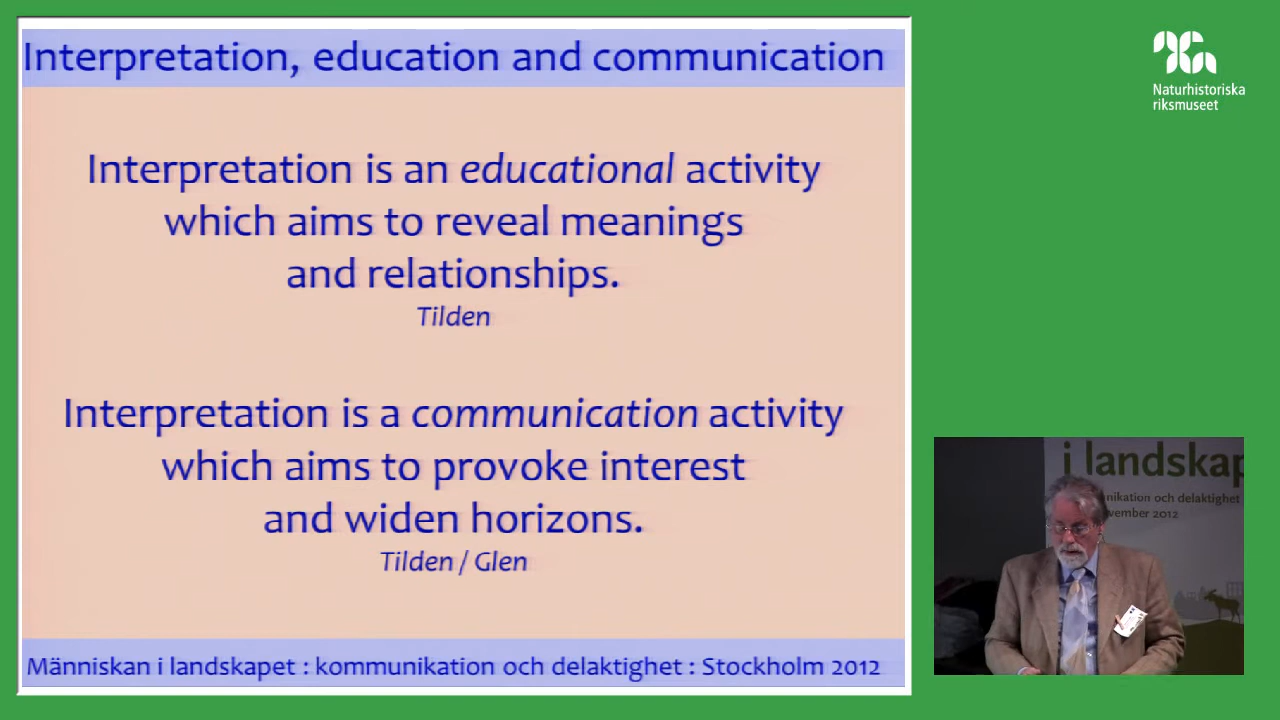 Interpretation, education and communication
Interpretation is an educational activity
which aims to reveal meanings
and relationships.
Tilden
Interpretation is a communication activity
which aims to provoke interest
and widen horizons.
Tilden / Glen
Människan i landskapet : kommunikation och delaktighet : Stockholm 2012
Naturhistoriska
riksmuseet
i landskap
nikation och delaktighet
vember 2012